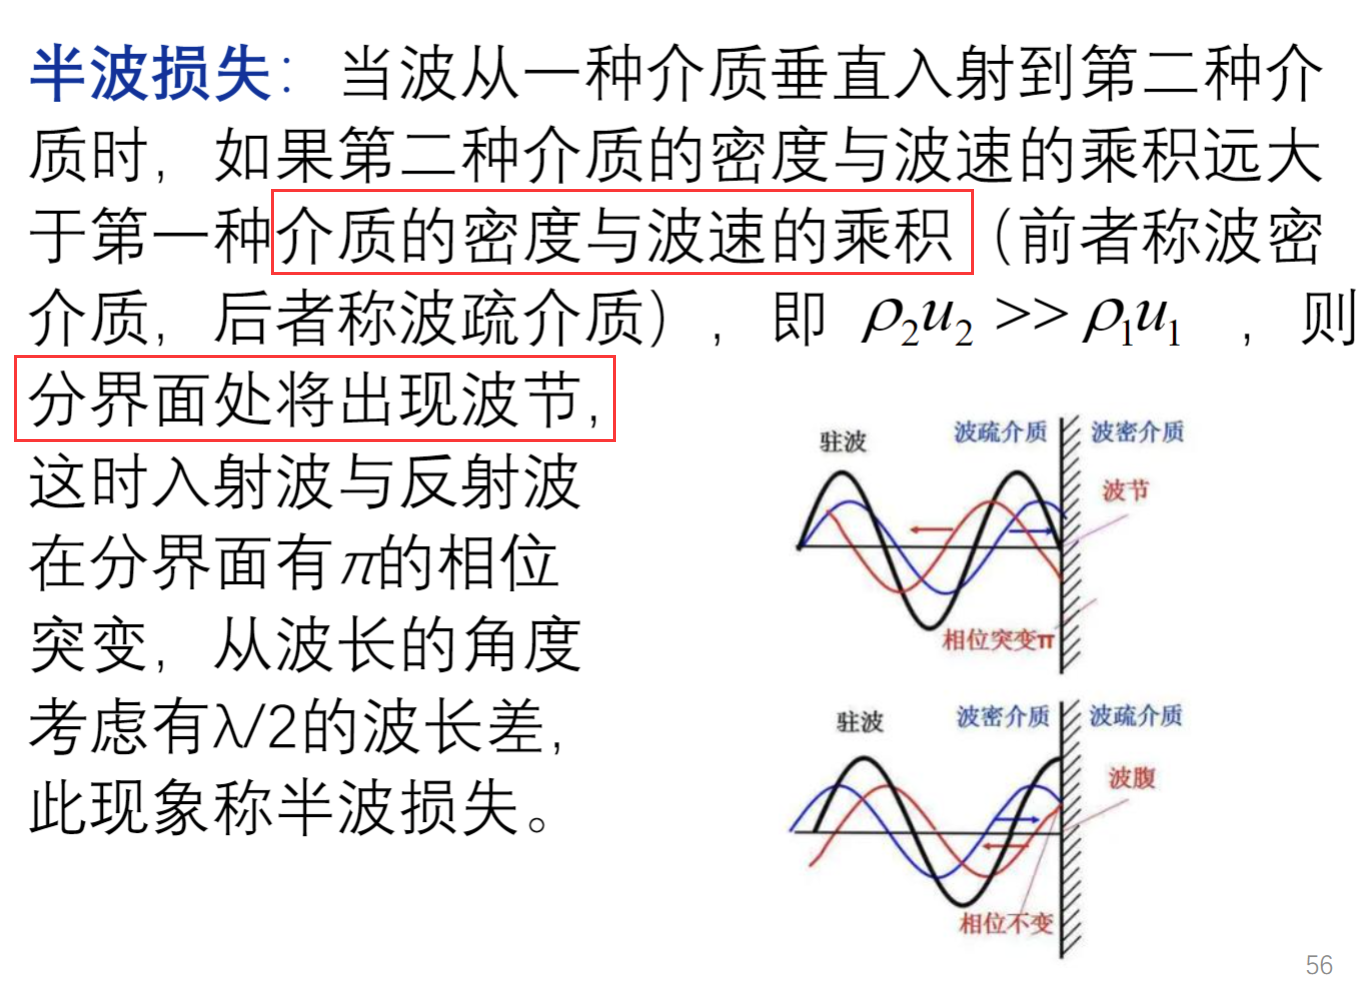 半波损失：当波从一种介质垂直入射到第二种介
质时，如果第二种介质的密度与波速的乘积远大
于第一种介质的密度与波速的乘积（前者称波密
介质，后者称波疏介质），即 ρ₂u₂ >> ρ₁u₁ ，则
分界面处将出现波节，
这时入射波与反射波
在分界面有π的相位
突变，从波长的角度
考虑有λ/2的波长差，
此现象称半波损失。
驻波
波疏介质
波密介质
波节
相位突变π
驻波
波密介质
波疏介质
波腹
相位不变
56